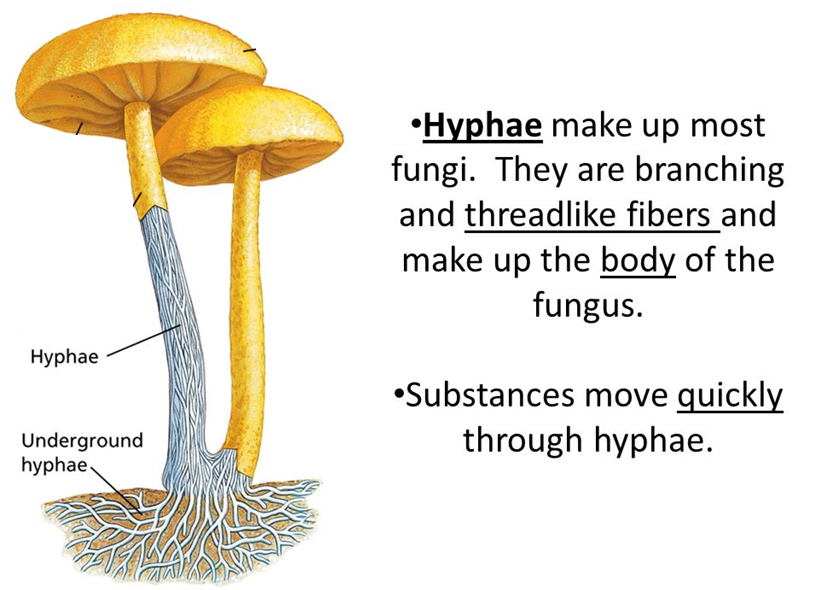 •Hyphae make up most
fungi.  They are branching
and threadlike fibers and
make up the body of the
fungus.
•Substances move quickly
through hyphae.
Hyphae
Underground
hyphae